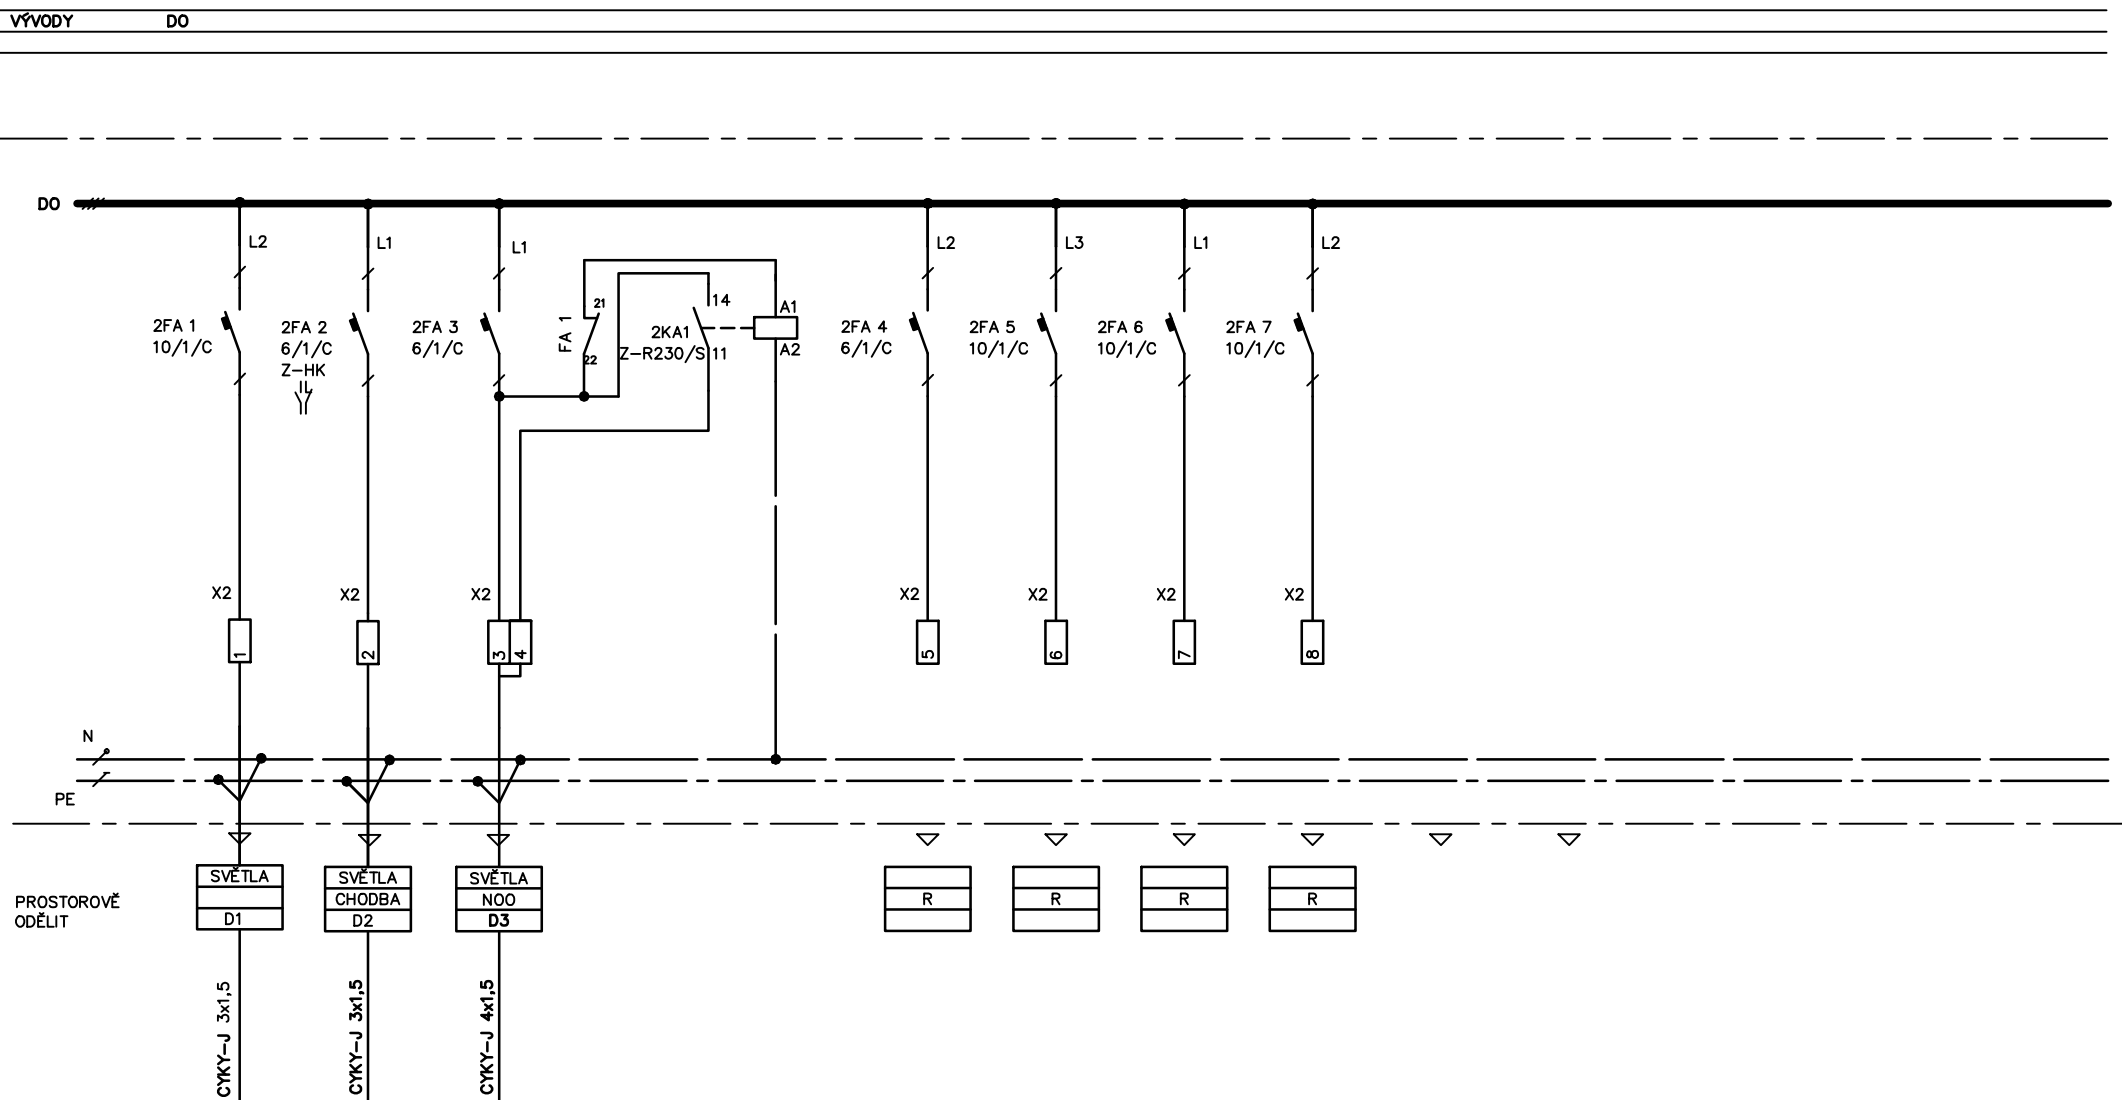 VÝVODY DO
DO
L2
L1
L1
L2
L3
L1
L2
2FA 1
10/1/C
2FA 2
6/1/C
Z-HK
2FA 3
6/1/C
FA 1
21
22
2KA1
Z-R230/S
14
11
A1
A2
2FA 4
6/1/C
2FA 5
10/1/C
2FA 6
10/1/C
2FA 7
10/1/C
X2
X2
X2
X2
X2
X2
X2
1
2
3
4
5
6
7
8
N
PE
PROSTOROVĚ
ODĚLIT
SVĚTLA
D1
SVĚTLA
CHODBA
D2
SVĚTLA
NOO
D3
R
R
R
R
CYKY-J 3x1,5
CYKY-J 3x1,5
CYKY-J 4x1,5